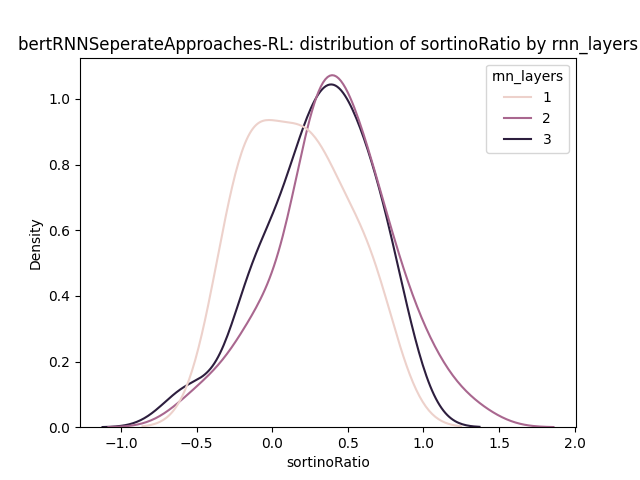 bertRNNSeperateApproaches-RL: distribution of sortinoRatio by rnn_layers
rnn_layers
1
2
3
Density
1.0
0.8
0.6
0.4
0.2
0.0
−1.0 −0.5 0.0 0.5 1.0 1.5 2.0
sortinoRatio